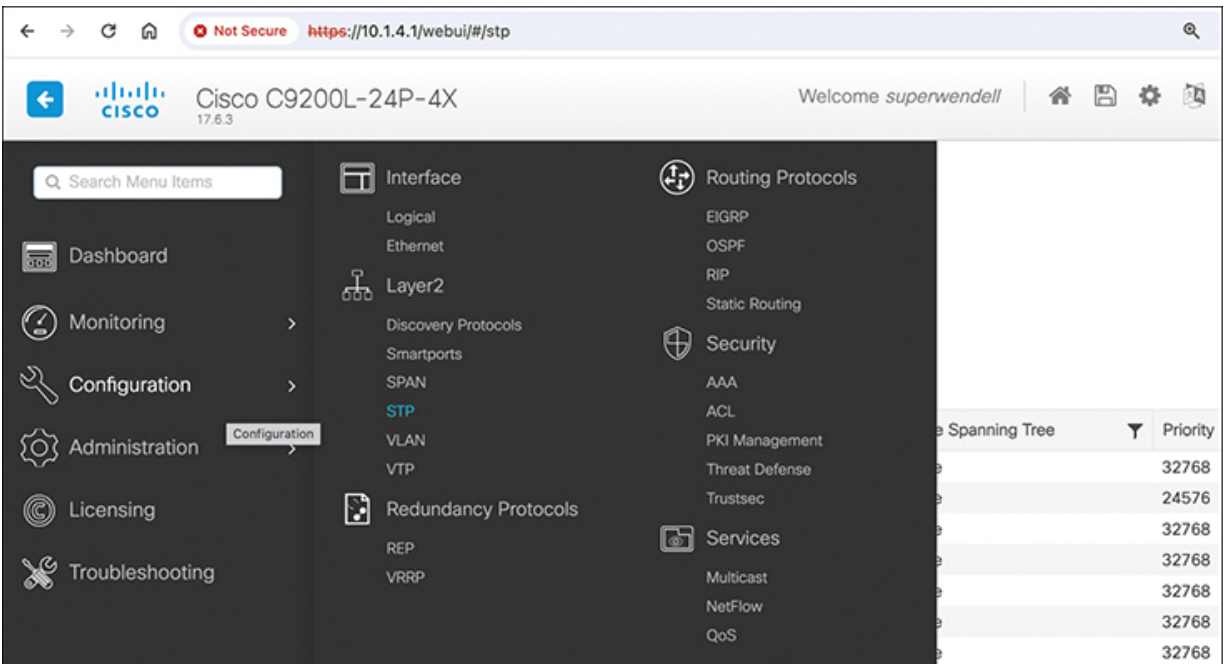 Not Secure https://10.1.4.1/webui/#/stp
CISCO
Cisco C9200L-24P-4X
17.6.3
Welcome superwendell
Search Menu Items
Dashboard
Monitoring
Configuration
Configuration
Administration
Licensing
Troubleshooting
Interface
Logical
Ethernet
Layer2
Discovery Protocols
Smartports
SPAN
STP
VLAN
VTP
Redundancy Protocols
REP
VRRP
Routing Protocols
EIGRP
OSPF
RIP
Static Routing
Security
AAA
ACL
PKI Management
Threat Defense
Trustsec
Services
Multicast
NetFlow
QoS
e Spanning Tree Priority
32768
24576
32768
32768
32768
32768
32768